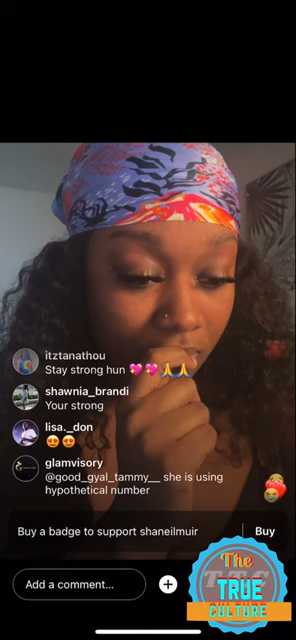 itztanathou
Stay strong hun 💖💖🙏🙏
shawnia_brandi
Your strong
lisa._don
😍😍
glamvisory
@good_gyal_tammy__ she is using
hypothetical number
Buy a badge to support shaneilmuir
Buy
Add a comment...
The
TRUE
CULTURE